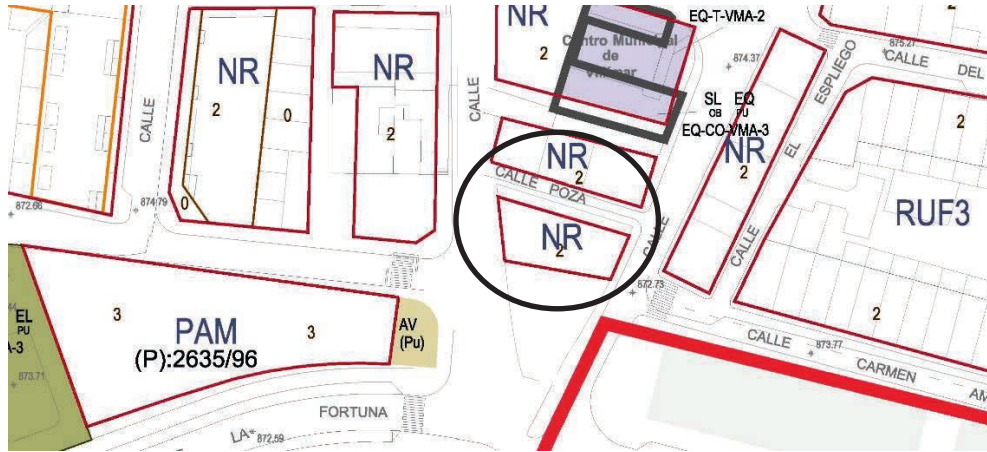 NR
EQ-T-VMA-2
2
875.27
CALLE DEL
NR
NR
2
Centro Municipal
de
Villimar
874.37
ESPLIEGO
2
0
CALLE
CALLE
SL EQ
OB PU
EQ-CO-VMA-3
2
2
EL
NR
2
NR
2
CALLE POZA
872.66
874.79
0
CALLE
CALLE
RUF3
NR
2
872.73
EL
PU
A-3
3
PAM
3
(P):2635/96
AV
(Pu)
2
CALLE
873.77
CARMEN
AM
873.71
FORTUNA
LA
872.59